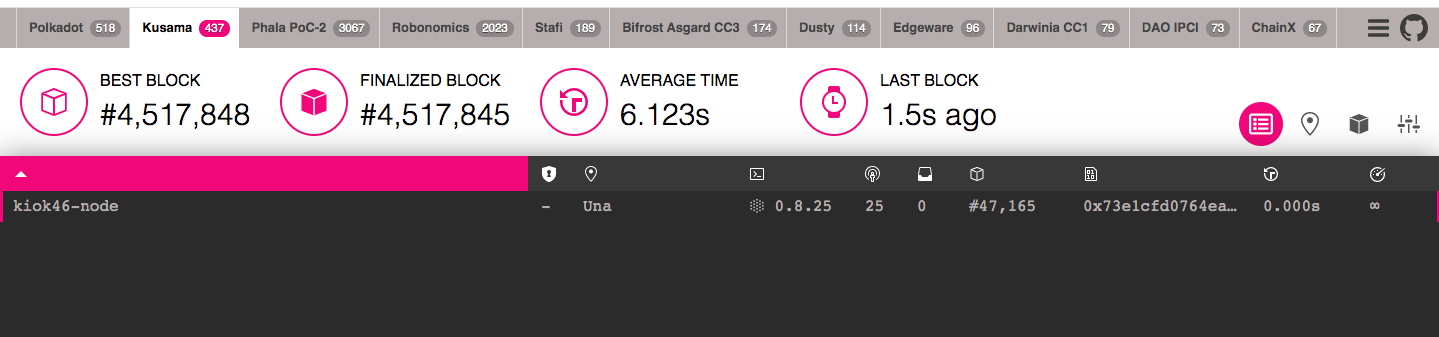 Polkadot 518 Kusama 437 Phala PoC-2 3067 Robonomics 2023 Stafi 189 Bifrost Asgard CC3 174 Dusty 114 Edgeware 96 Darwinia CC1 79 DAO IPCI 73 ChainX 67
BEST BLOCK FINALIZED BLOCK AVERAGE TIME LAST BLOCK
#4,517,848 #4,517,845 6.123s 1.5s ago
kiok46-node – Una 0.8.25 25 0 #47,165 0x73e1cfd0764ea… 0.000s ∞